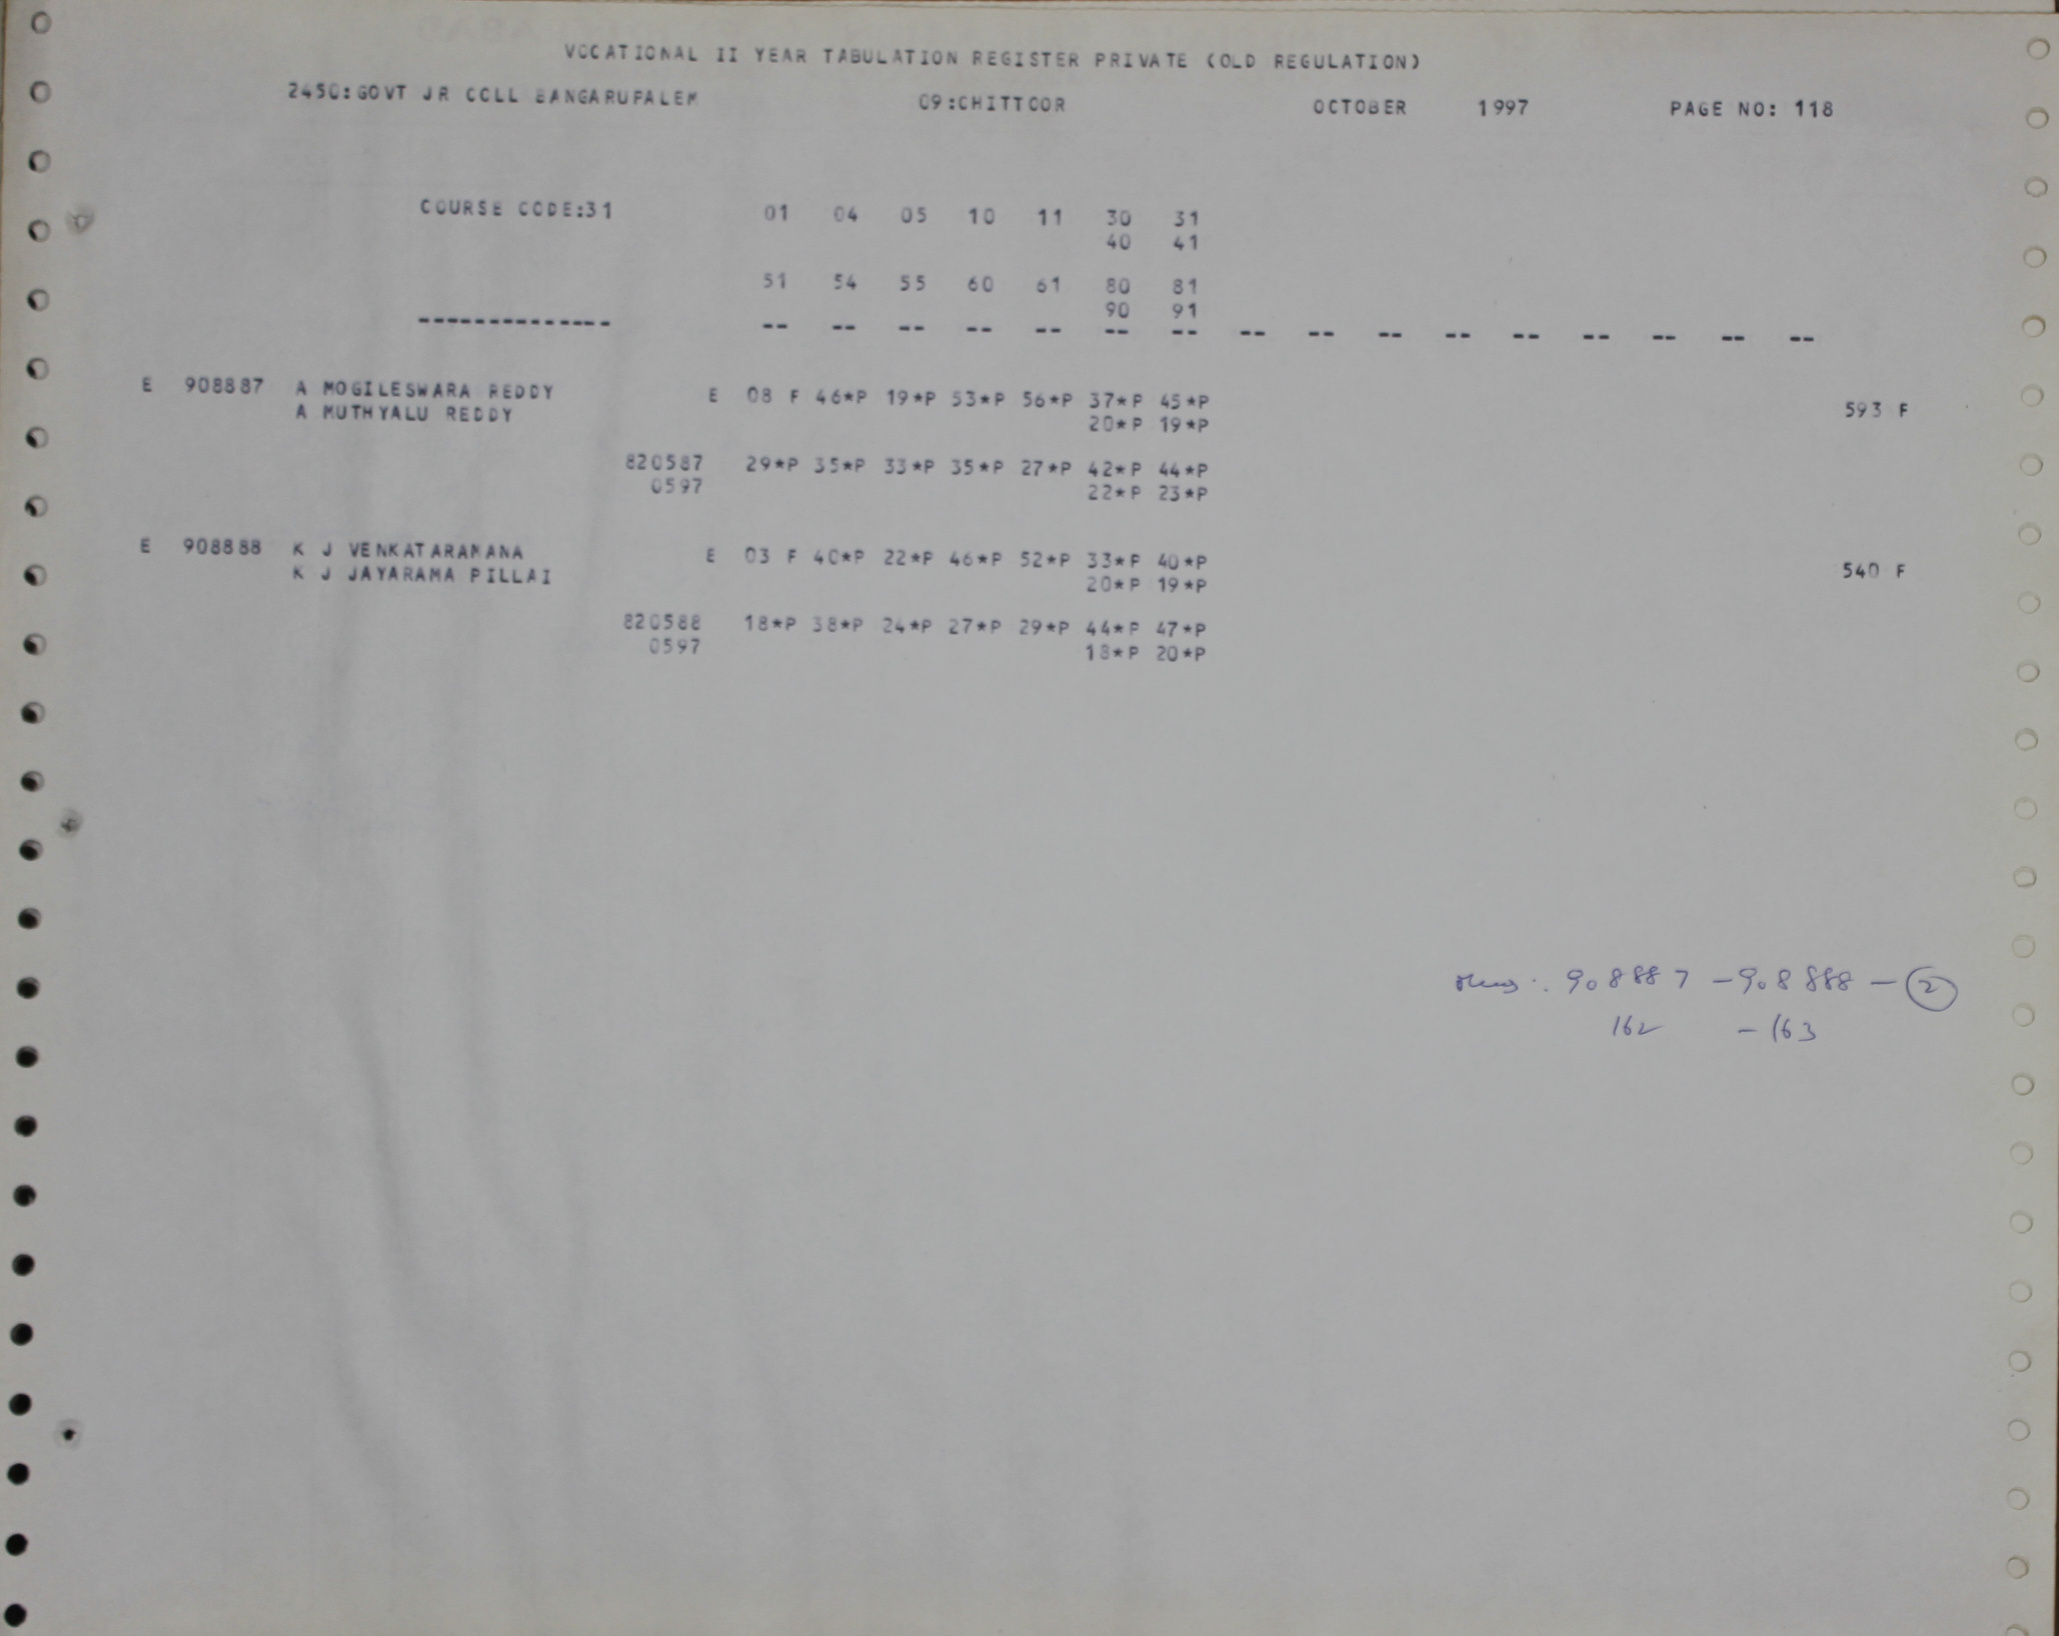 VOCATIONAL II YEAR TABULATION REGISTER PRIVATE (OLD REGULATION)
2450:GOVT JR COLL BANGARUPALEM 09:CHITTOOR OCTOBER 1997 PAGE NO: 118
COURSE CODE:31 01 04 05 10 11 30 31
40 41
51 54 55 60 61 80 81
90 91
-------------- -- -- -- -- -- -- -- -- -- -- -- -- -- -- -- --
E 908887 A MOGILESWARA REDDY E 08 F 46*P 19*P 53*P 56*P 37*P 45*P 593 F
A MUTHYALU REDDY 20*P 19*P
820587 29*P 35*P 33*P 35*P 27*P 42*P 44*P
0597 22*P 23*P
E 908888 K J VENKATARAMANA E 03 F 40*P 22*P 46*P 52*P 33*P 40*P 540 F
K J JAYARAMA PILLAI 20*P 19*P
820588 18*P 38*P 24*P 27*P 29*P 44*P 47*P
0597 18*P 20*P
908887 - 908888 - 2
162 - 163